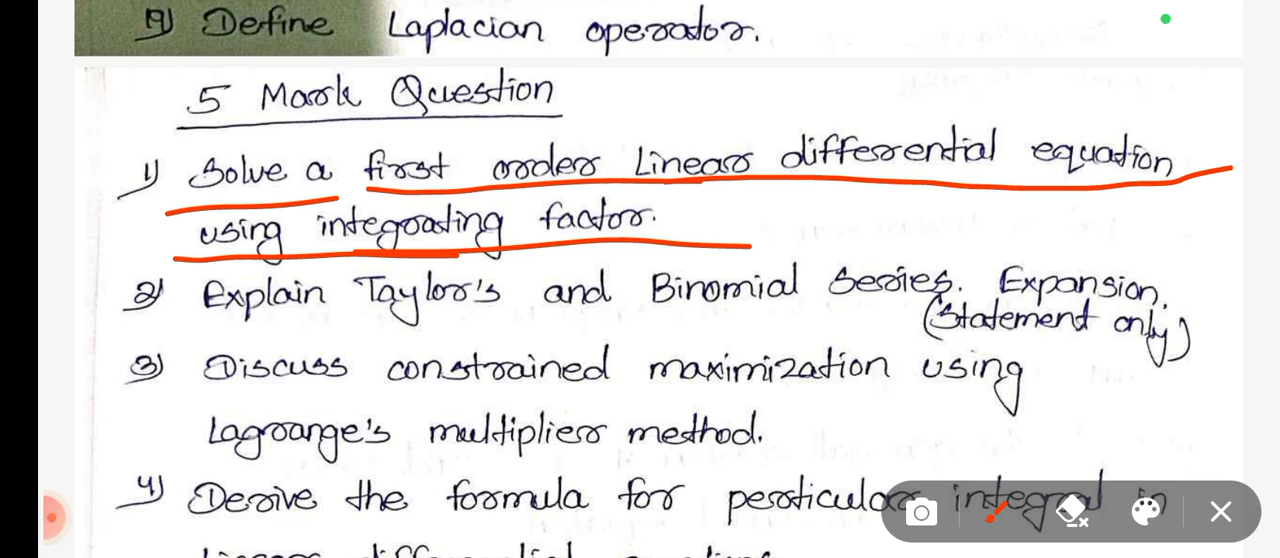 9) Define Laplacian operator.
5 Mark Question
1) Solve a first order Linear differential equation
using integrating factor.
2) Explain Taylor's and Binomial Series. Expansion.
(Statement only)
3) Discuss constrained maximization using
Lagrange's multiplier method.
4) Derive the formula for perticular integral in